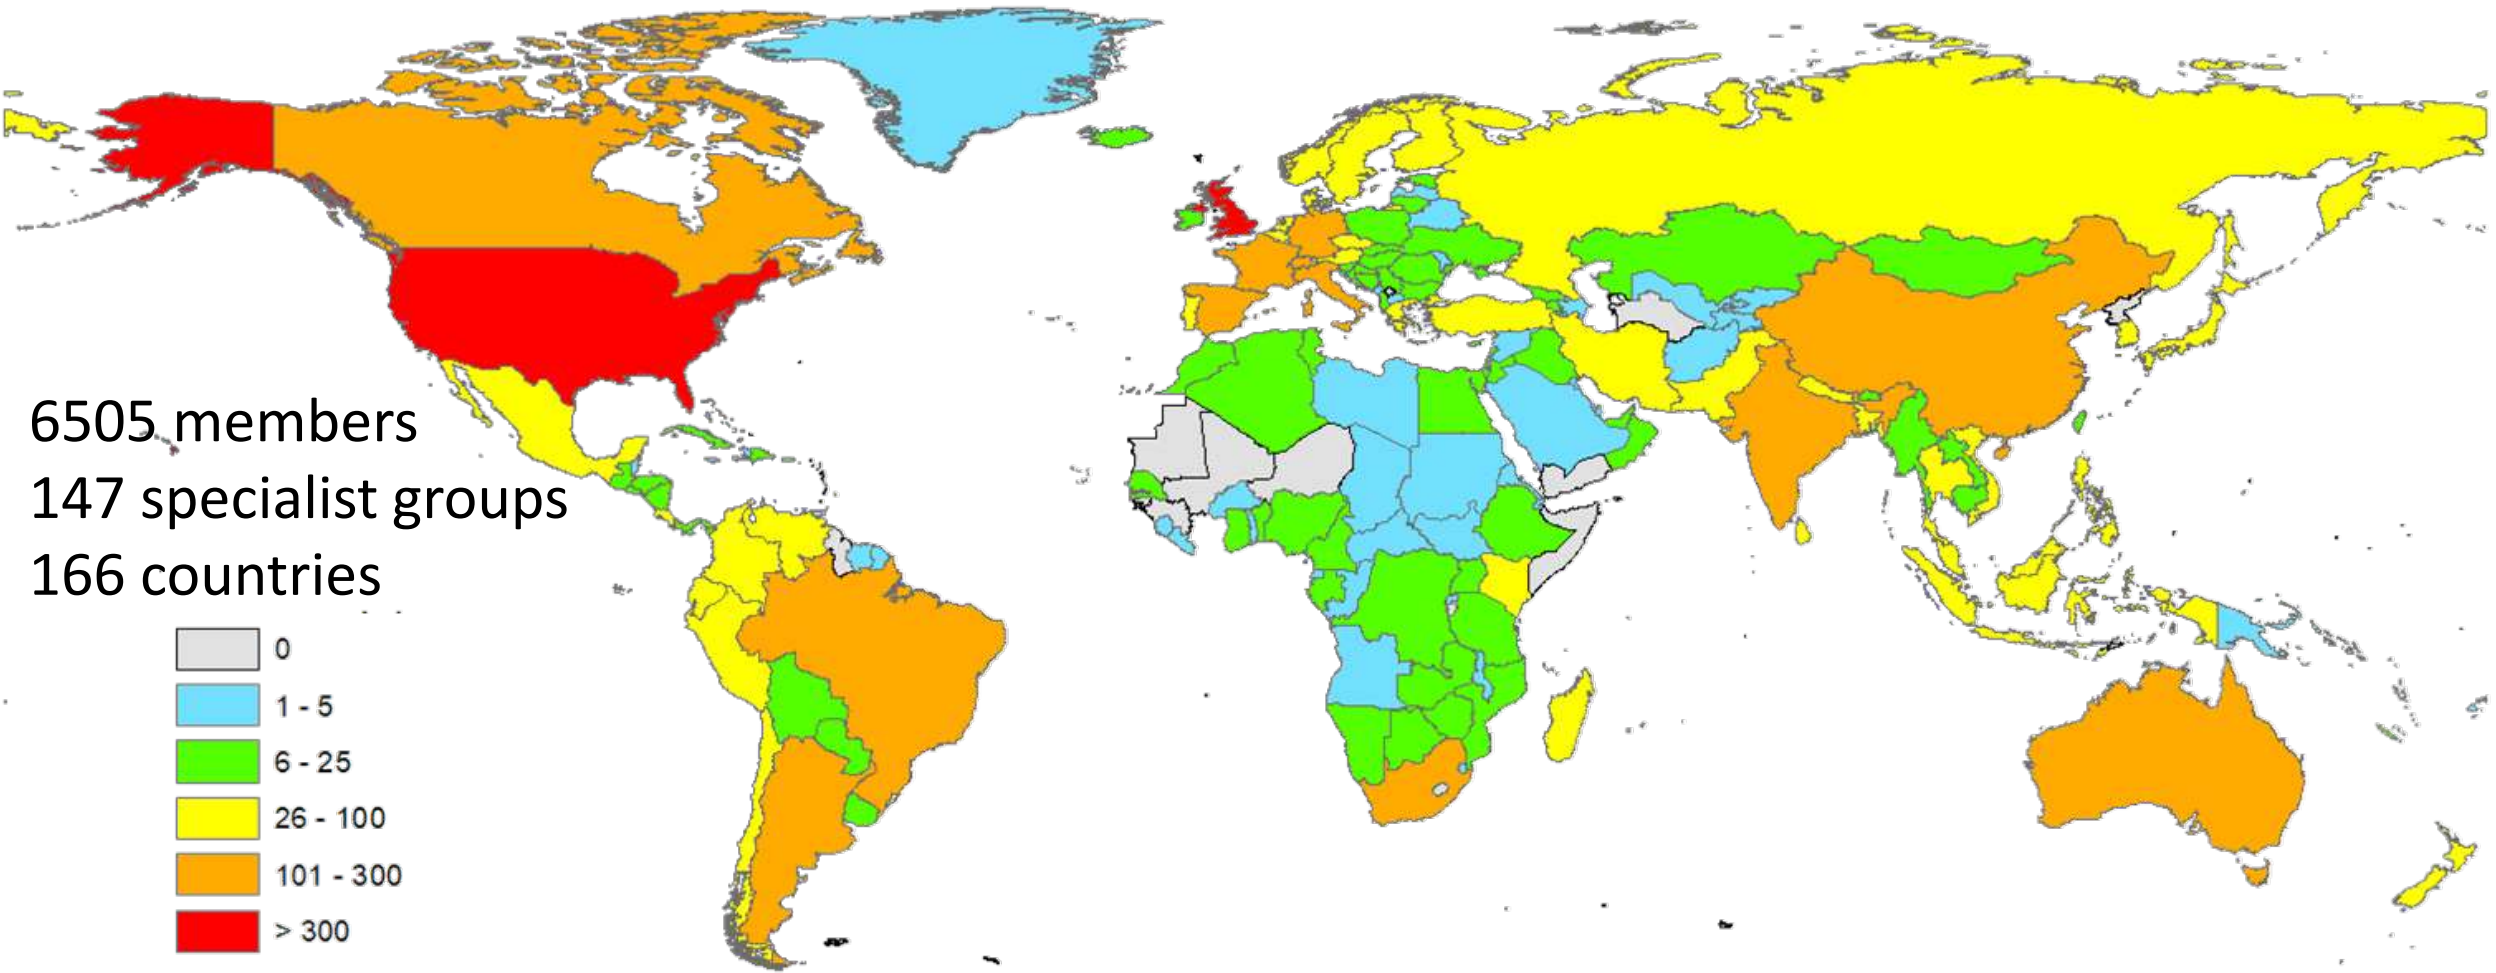 6505 members
147 specialist groups
166 countries
0
1 - 5
6 - 25
26 - 100
101 - 300
> 300